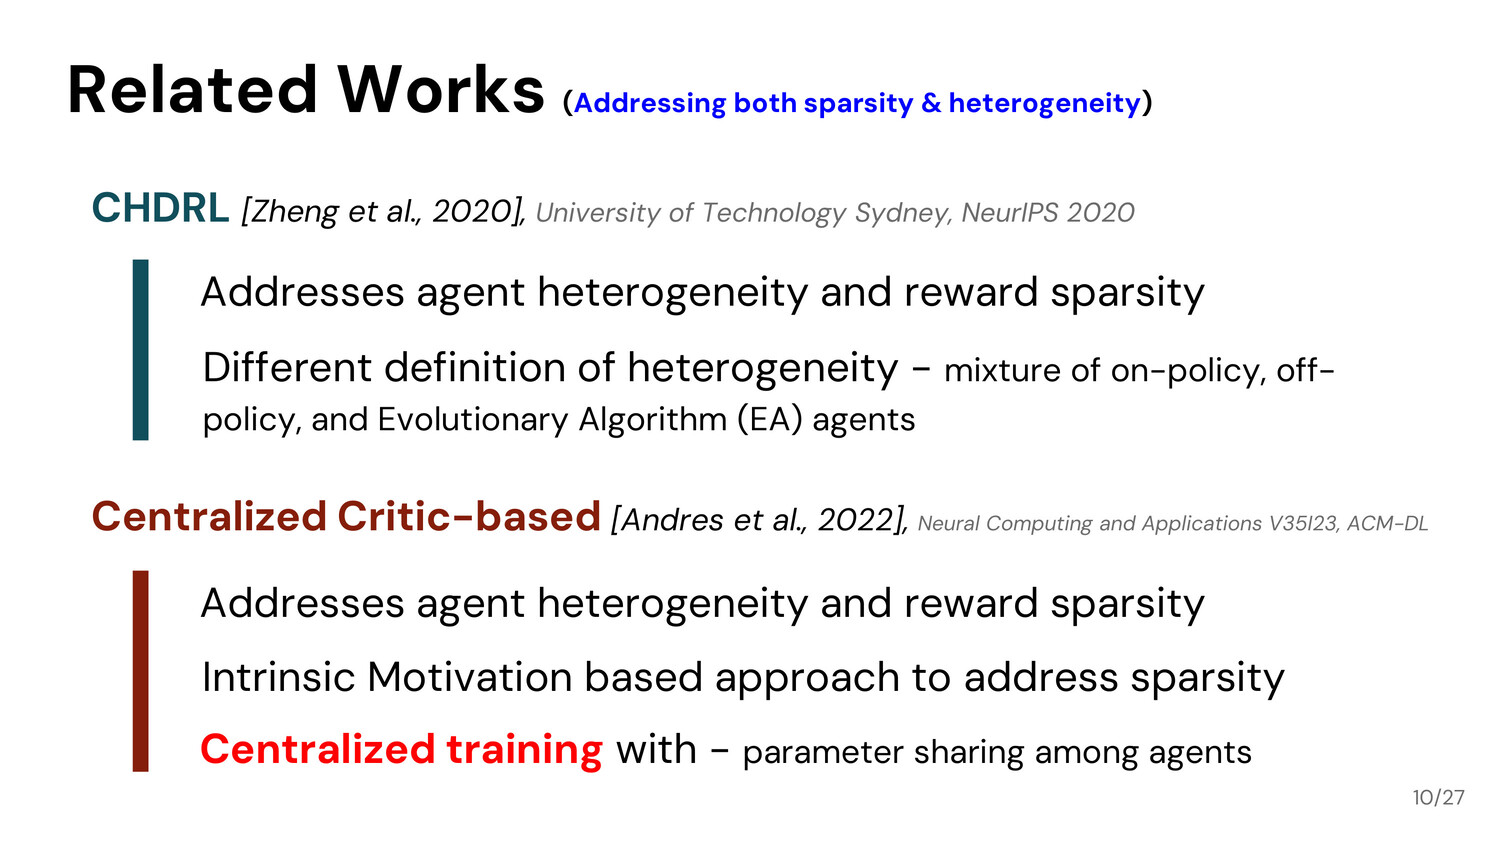 Related Works (Addressing both sparsity & heterogeneity)
CHDRL [Zheng et al., 2020], University of Technology Sydney, NeurIPS 2020
Addresses agent heterogeneity and reward sparsity
Different definition of heterogeneity - mixture of on-policy, off-
policy, and Evolutionary Algorithm (EA) agents
Centralized Critic-based [Andres et al., 2022], Neural Computing and Applications V35I23, ACM-DL
Addresses agent heterogeneity and reward sparsity
Intrinsic Motivation based approach to address sparsity
Centralized training with - parameter sharing among agents
10/27